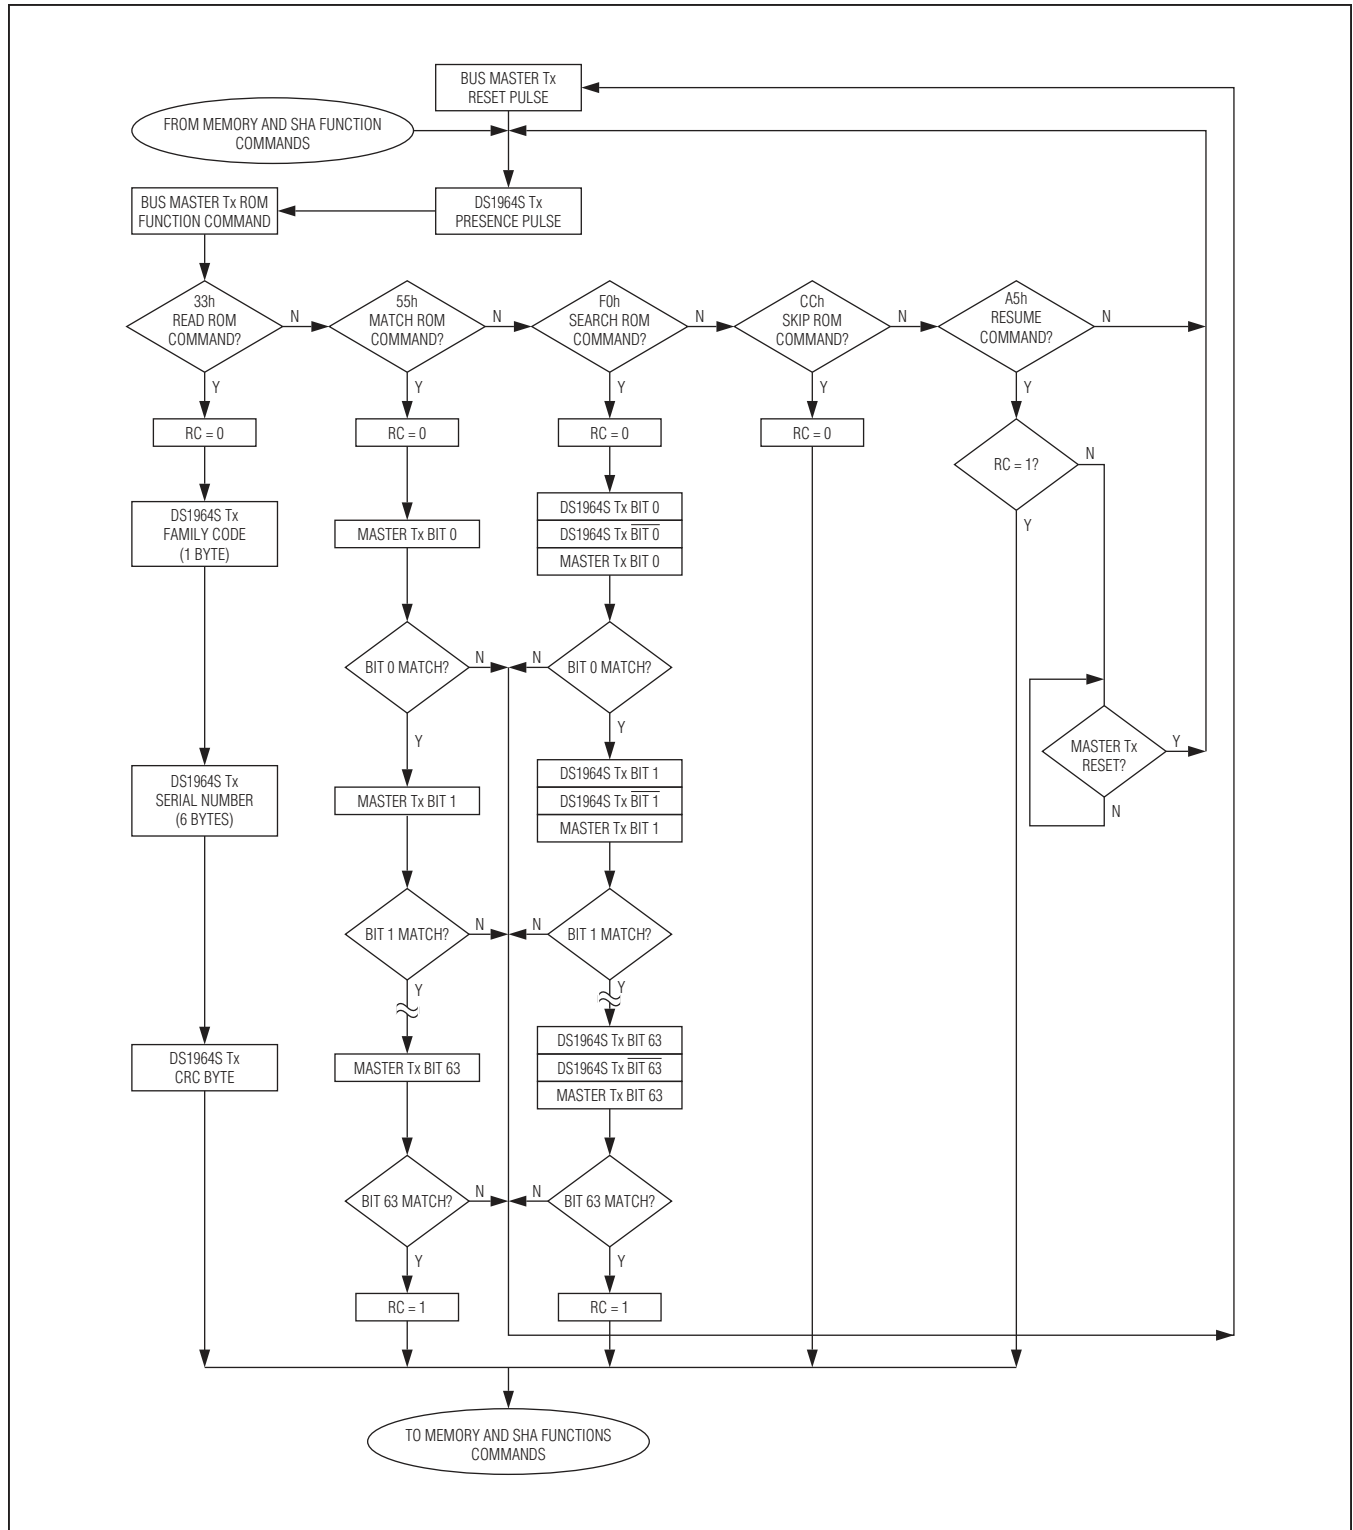 BUS MASTER Tx
RESET PULSE
FROM MEMORY AND SHA FUNCTION
COMMANDS
BUS MASTER Tx ROM
FUNCTION COMMAND
DS1964S Tx
PRESENCE PULSE
33h
READ ROM
COMMAND?
N
55h
MATCH ROM
COMMAND?
N
F0h
SEARCH ROM
COMMAND?
N
CCh
SKIP ROM
COMMAND?
N
A5h
RESUME
COMMAND?
N
Y
Y
Y
Y
Y
RC = 0
RC = 0
RC = 0
RC = 0
RC = 1?
N
Y
DS1964S Tx
FAMILY CODE
(1 BYTE)
MASTER Tx BIT 0
DS1964S Tx BIT 0
DS1964S Tx B̅I̅T̅ ̅0̅
MASTER Tx BIT 0
BIT 0 MATCH?
N
N
BIT 0 MATCH?
Y
Y
MASTER Tx
RESET?
Y
N
DS1964S Tx
SERIAL NUMBER
(6 BYTES)
MASTER Tx BIT 1
DS1964S Tx BIT 1
DS1964S Tx B̅I̅T̅ ̅1̅
MASTER Tx BIT 1
BIT 1 MATCH?
N
N
BIT 1 MATCH?
Y
Y
DS1964S Tx
CRC BYTE
MASTER Tx BIT 63
DS1964S Tx BIT 63
DS1964S Tx B̅I̅T̅ ̅6̅3̅
MASTER Tx BIT 63
BIT 63 MATCH?
N
N
BIT 63 MATCH?
Y
Y
RC = 1
RC = 1
TO MEMORY AND SHA FUNCTIONS
COMMANDS